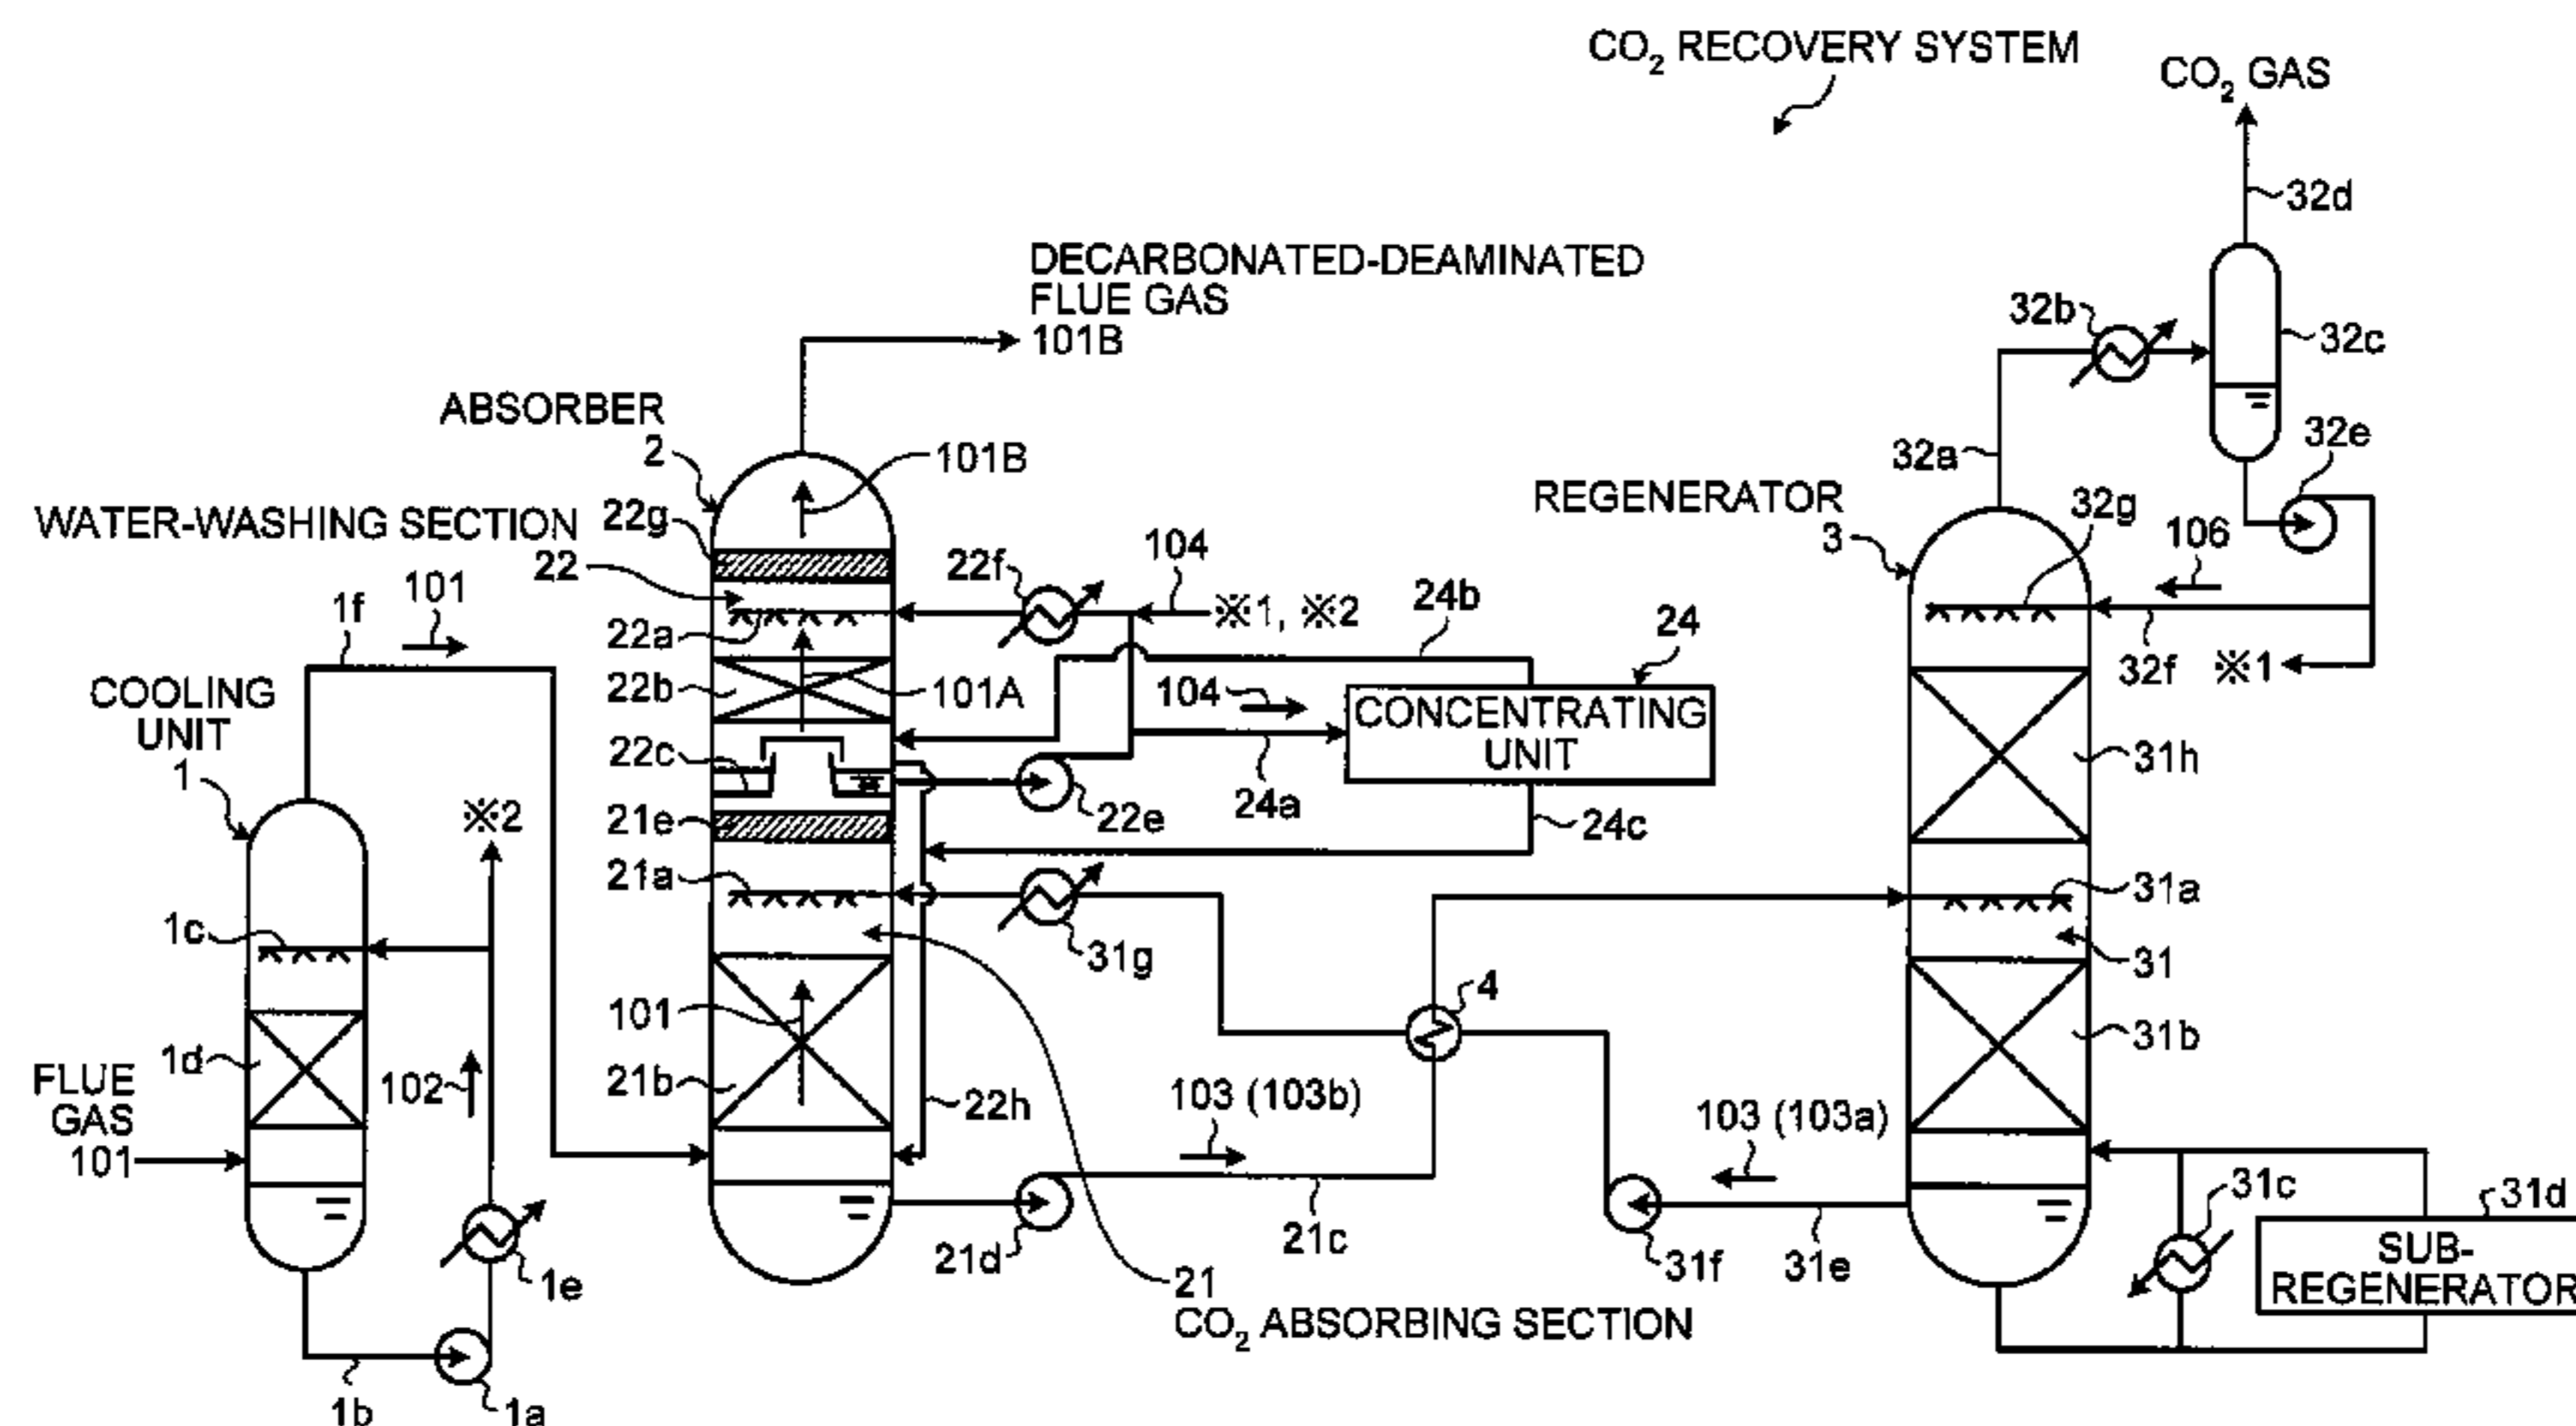 CO₂ RECOVERY SYSTEM
CO₂ GAS
32d
DECARBONATED-DEAMINATED
FLUE GAS
101B
32b
32c
ABSORBER
2
101B
32a
32e
REGENERATOR
3
32g
106
WATER-WASHING SECTION
22g
22
22f
104
※1, ※2
24b
24
1f
101
22a
32f
※1
COOLING
UNIT
1
22b
101A
104
CONCENTRATING
UNIT
31h
22c
24a
※2
21e
22e
24c
21a
31a
1c
31g
31
4
101
1d
31b
FLUE
GAS
101
102
21b
22h
103 (103b)
103 (103a)
31c
31d
21d
21c
31f
31e
SUB-
REGENERATOR
1e
21
CO₂ ABSORBING SECTION
1b
1a